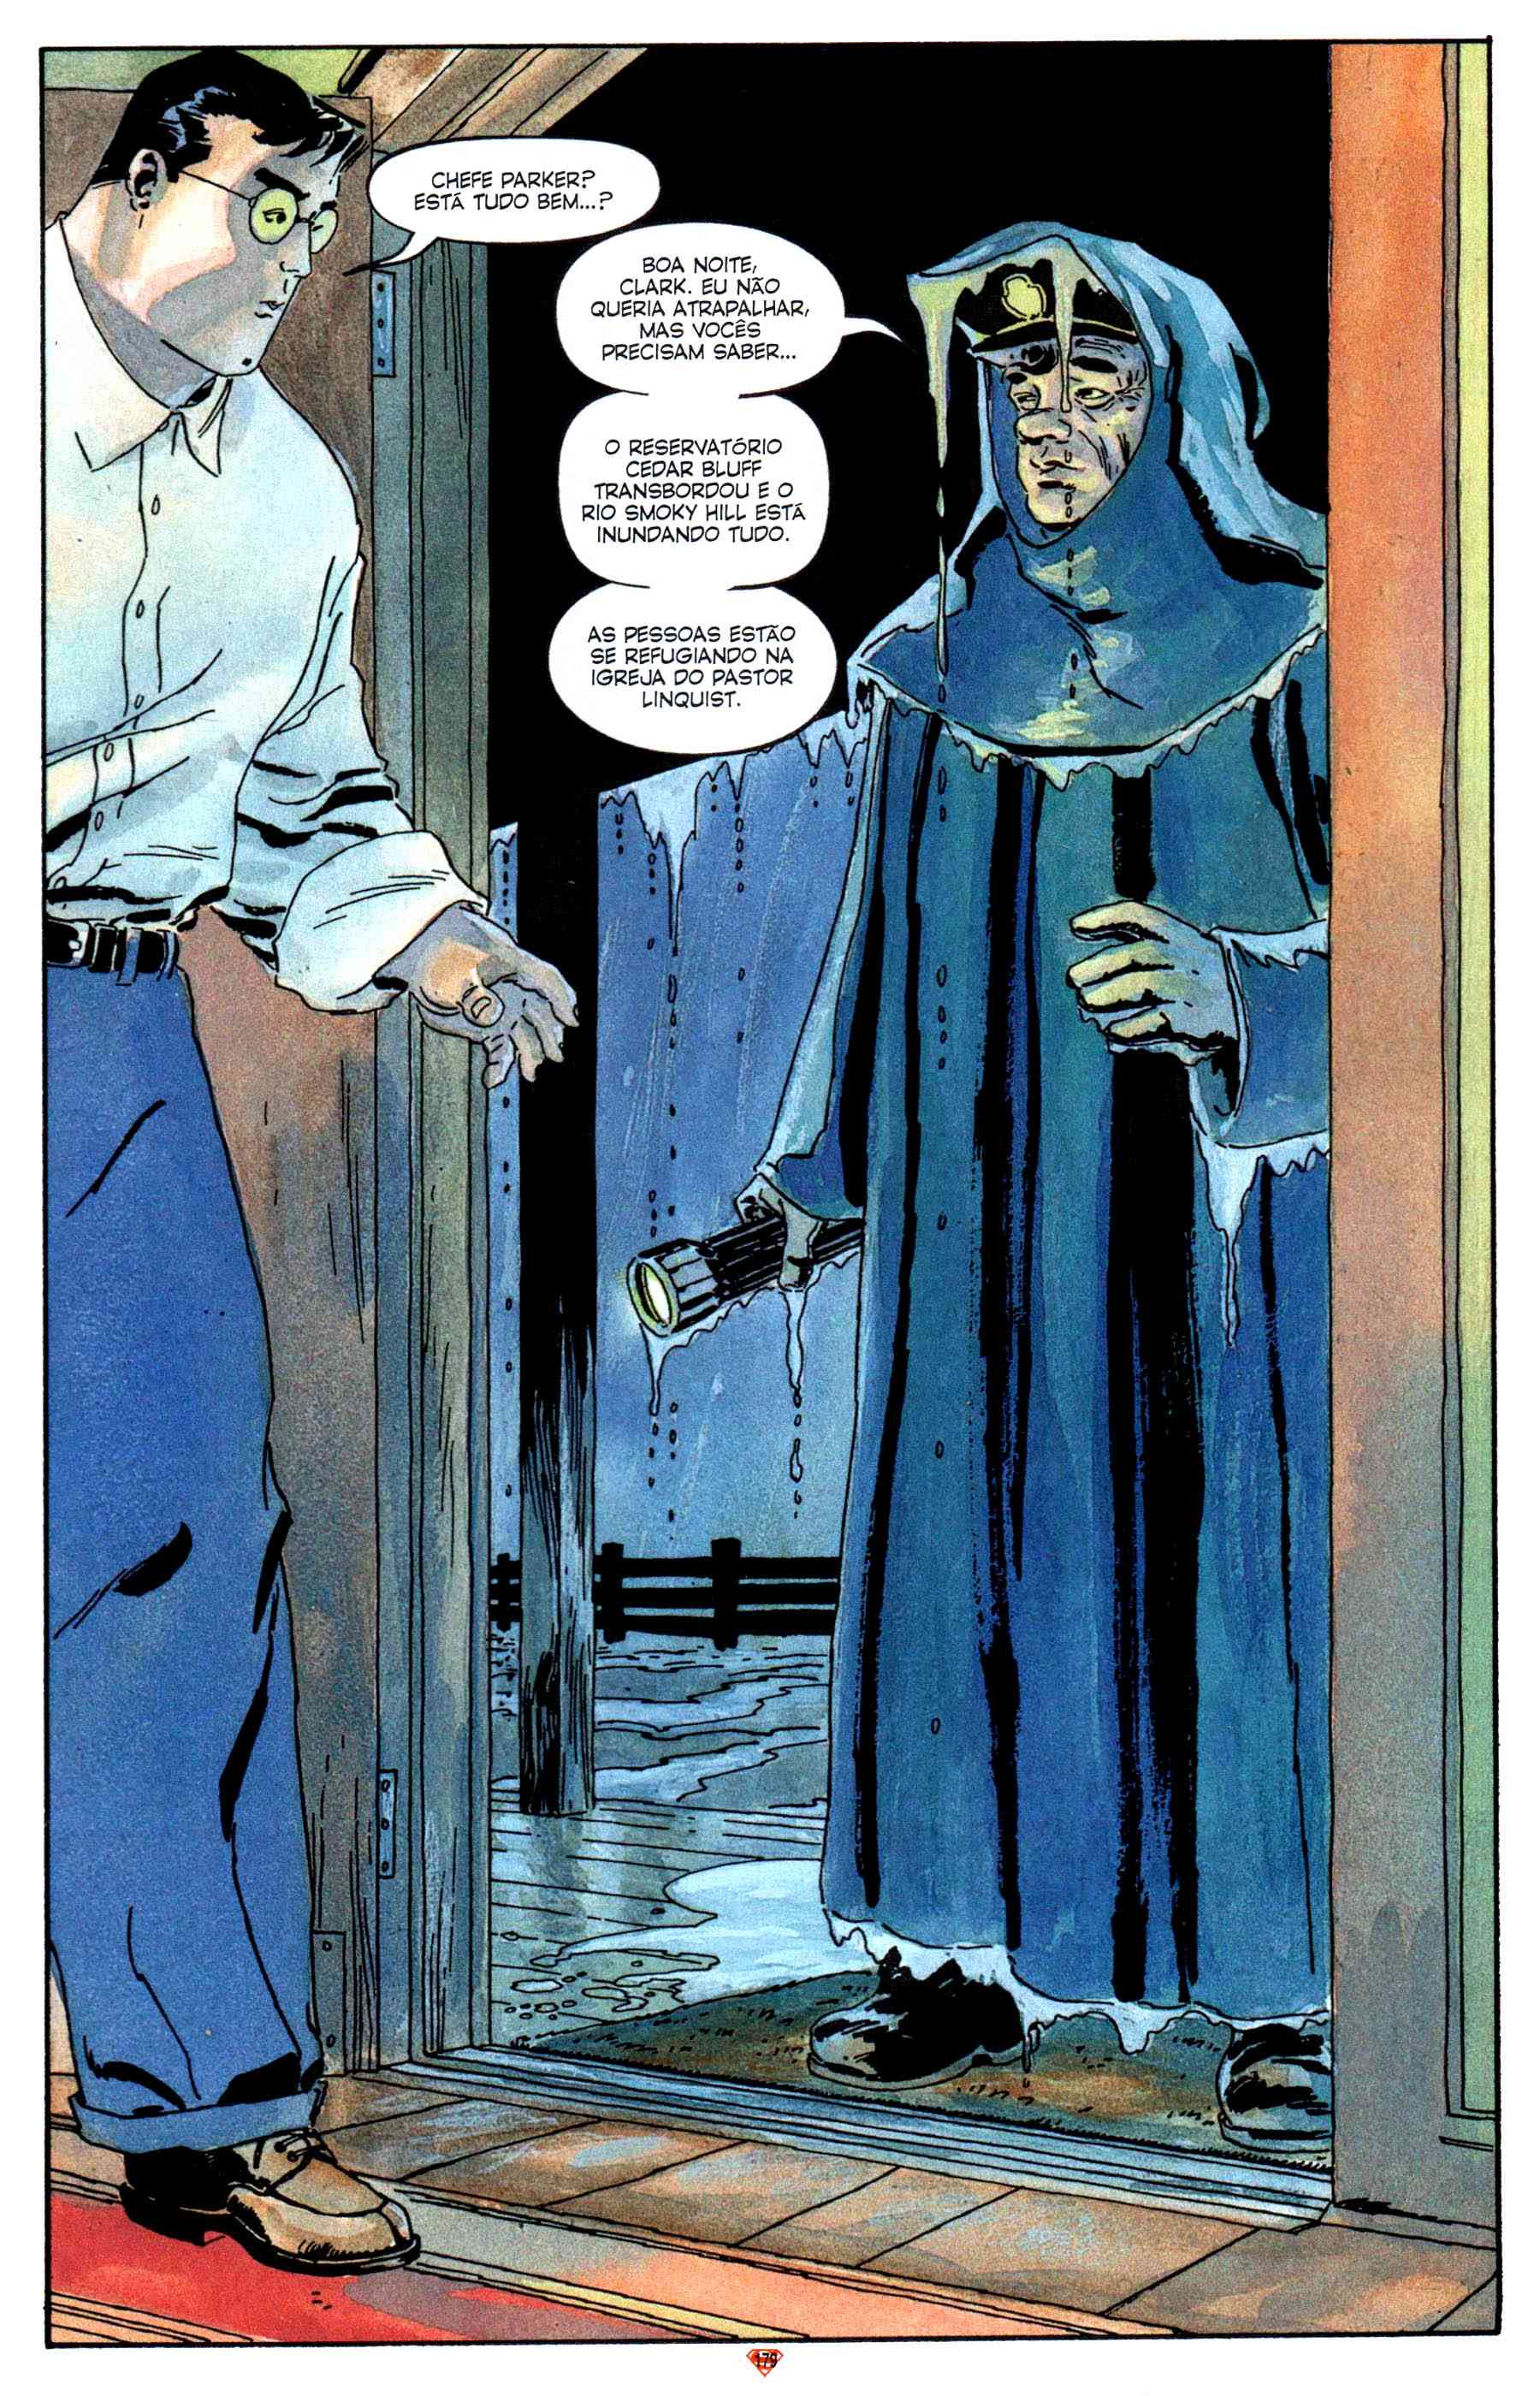 CHEFE PARKER?
ESTÁ TUDO BEM...?
BOA NOITE,
CLARK. EU NÃO
QUERIA ATRAPALHAR,
MAS VOCÊS
PRECISAM SABER...
O RESERVATÓRIO
CEDAR BLUFF
TRANSBORDOU E O
RIO SMOKY HILL ESTÁ
INUNDANDO TUDO.
AS PESSOAS ESTÃO
SE REFUGIANDO NA
IGREJA DO PASTOR
LINQUIST.
179